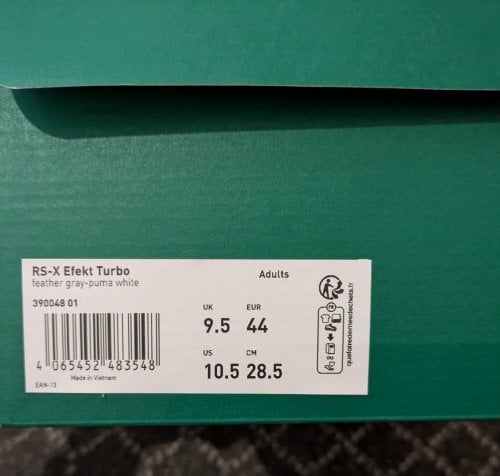 RS-X Efekt Turbo
feather gray-puma white
Adults
390048 01
UK EUR
9.5 44
US CM
10.5 28.5
4 065452 483548
Made in Vietnam
EAN-13
quefairedemesdechets.fr
FR